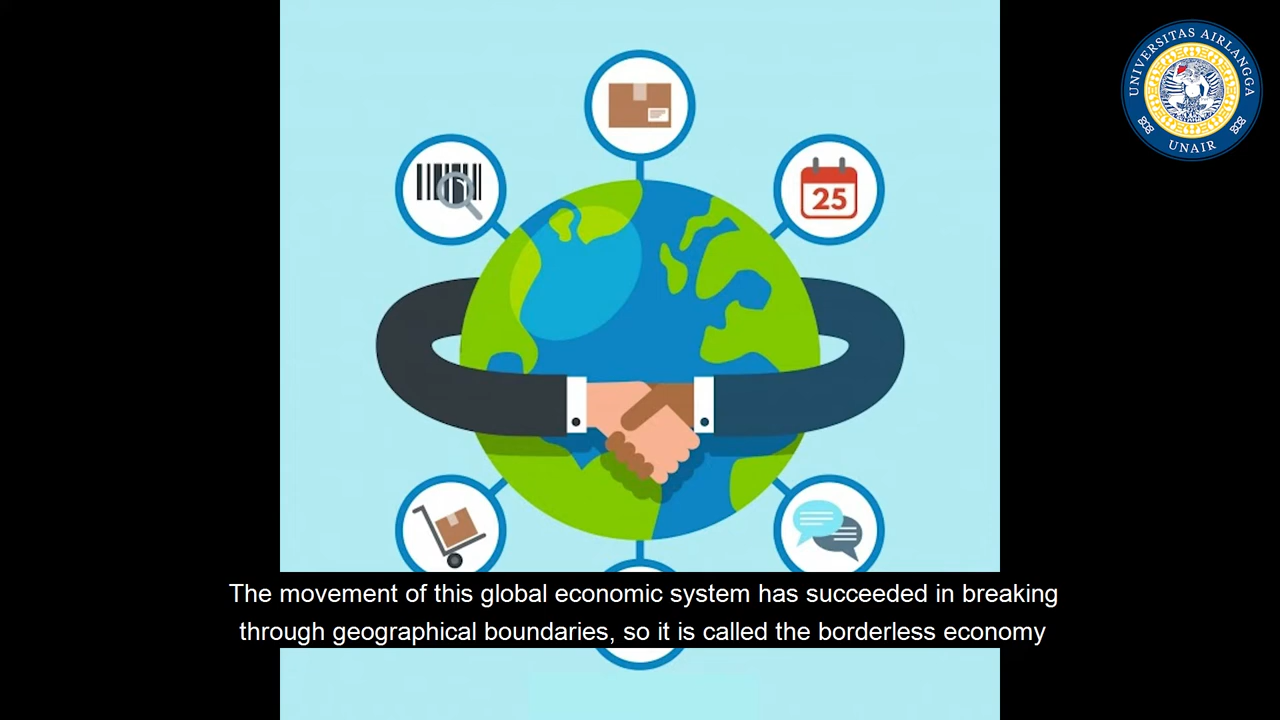 UNIVERSITAS AIRLANGGA
UNAIR
25
The movement of this global economic system has succeeded in breaking
through geographical boundaries, so it is called the borderless economy